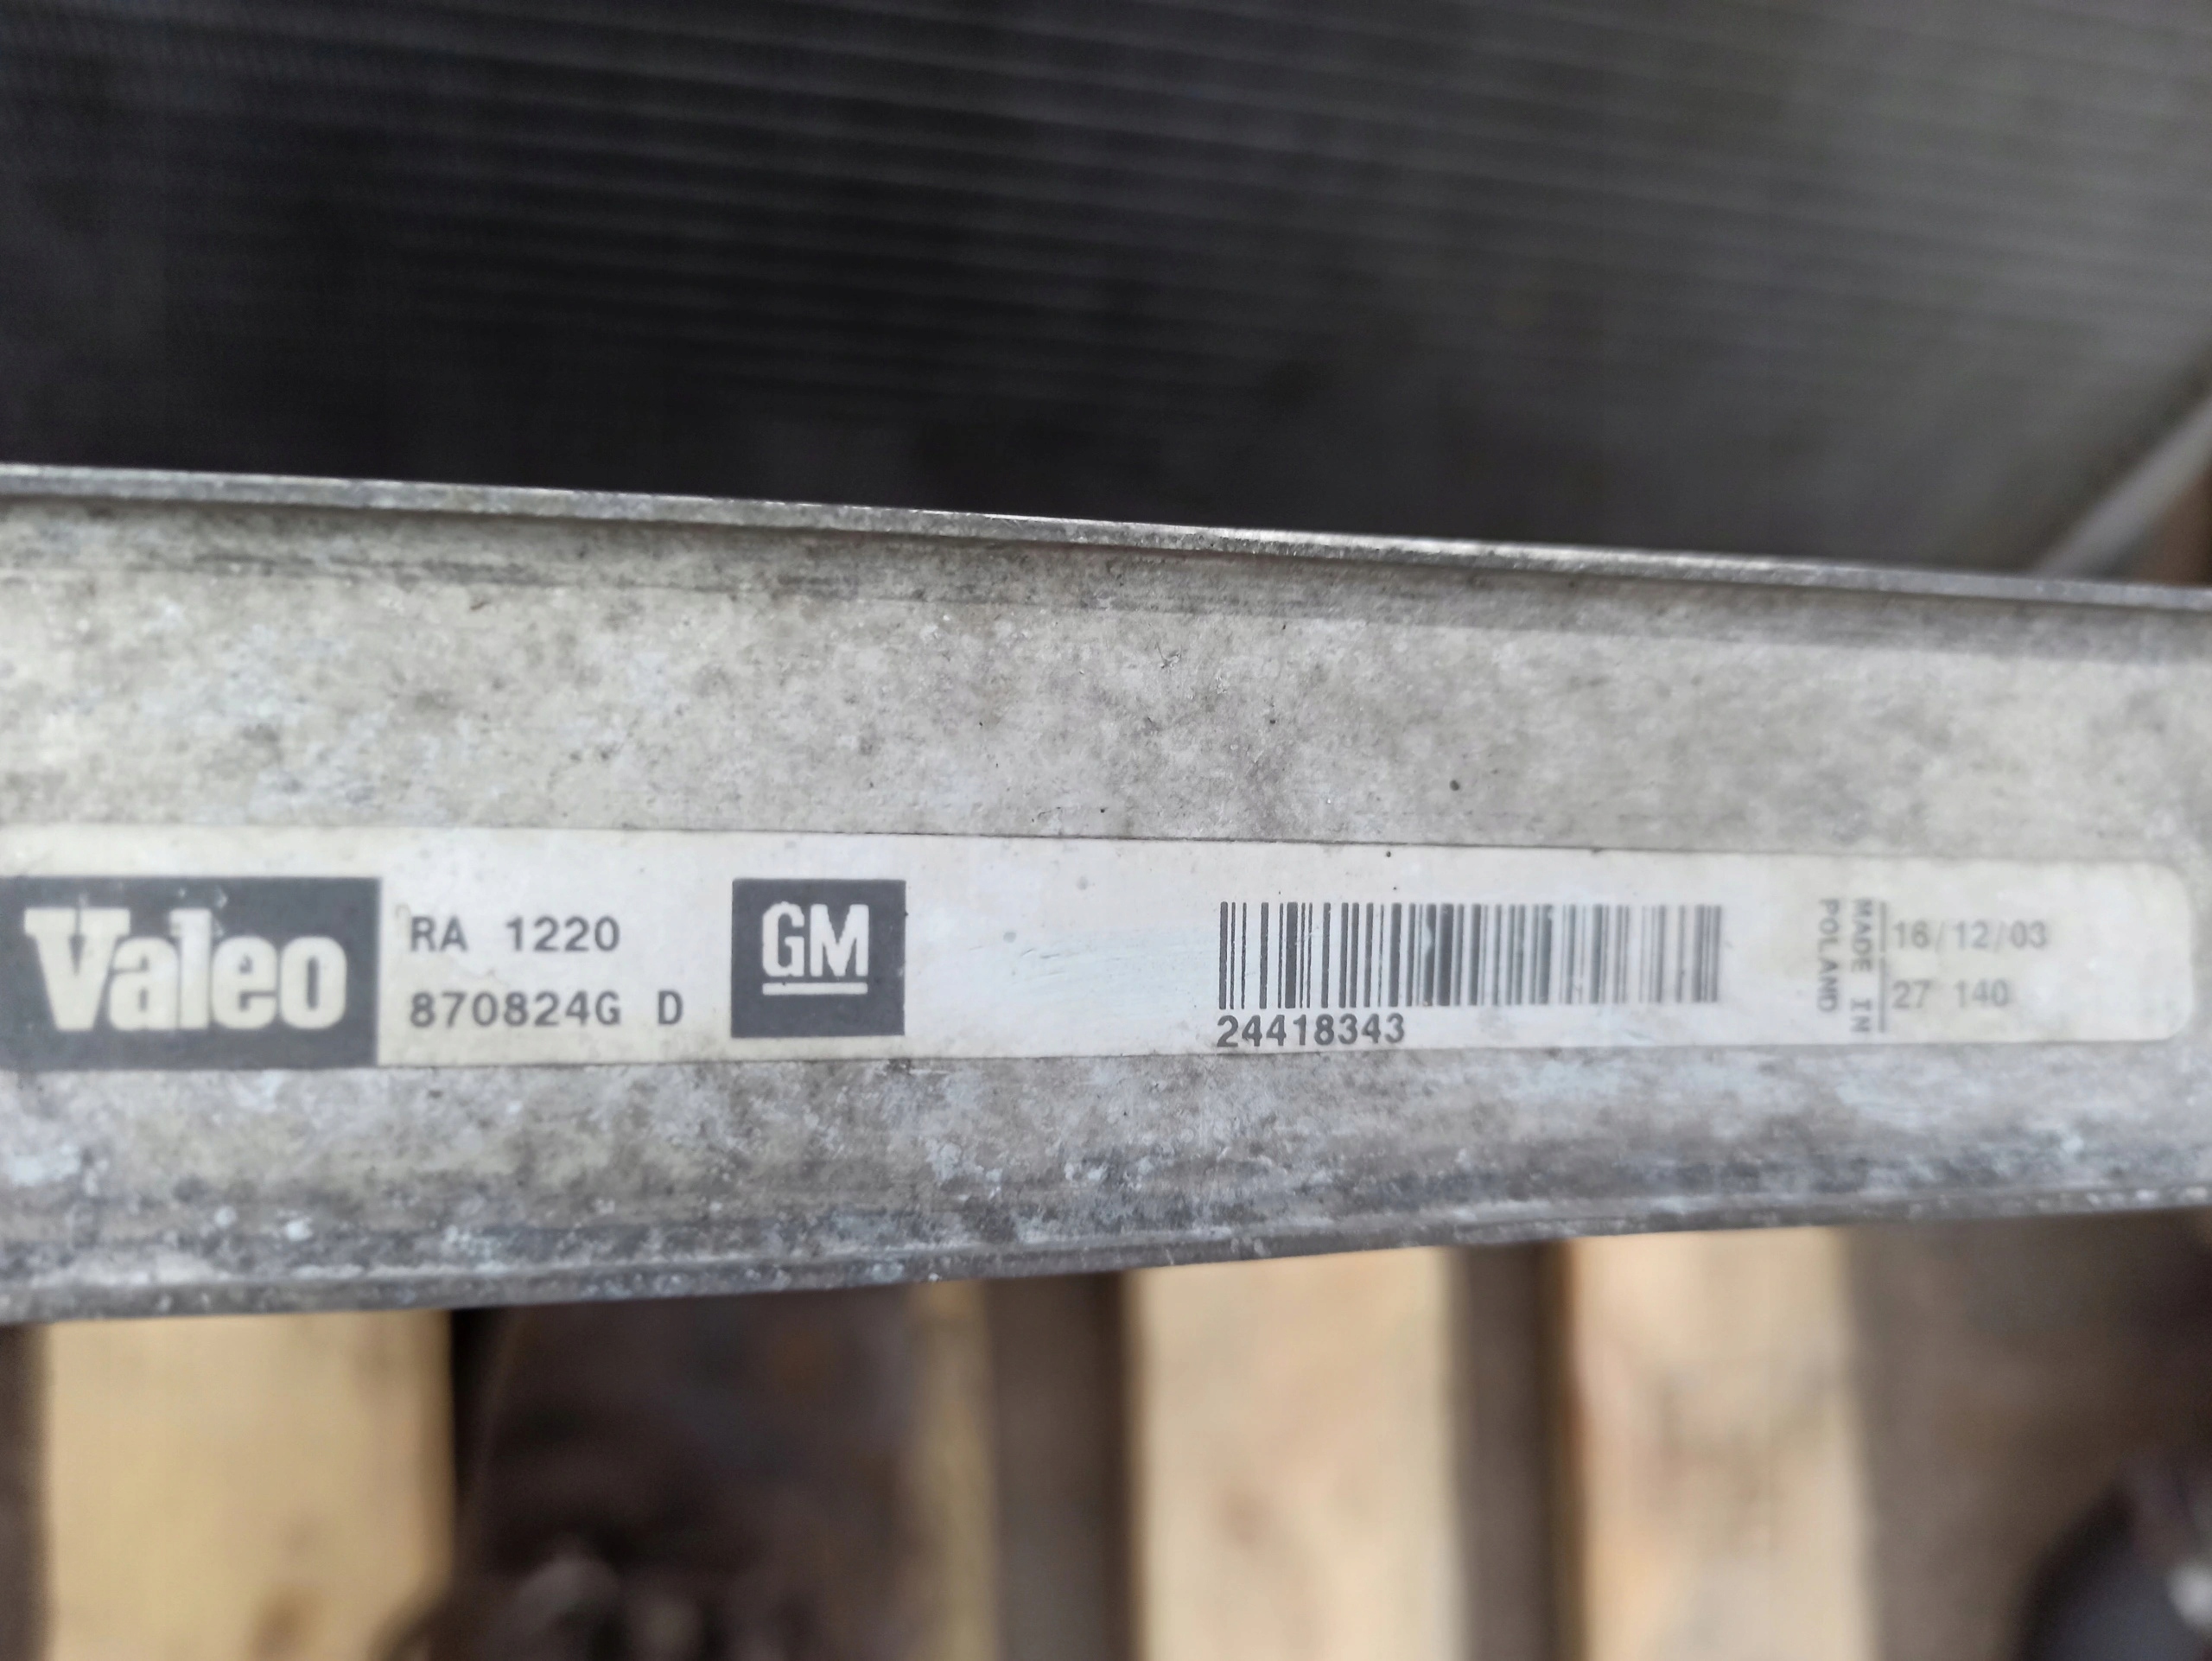 Valeo
RA 1220
870824G D
GM
24418343
MADE IN
POLAND
16/12/03
27 140